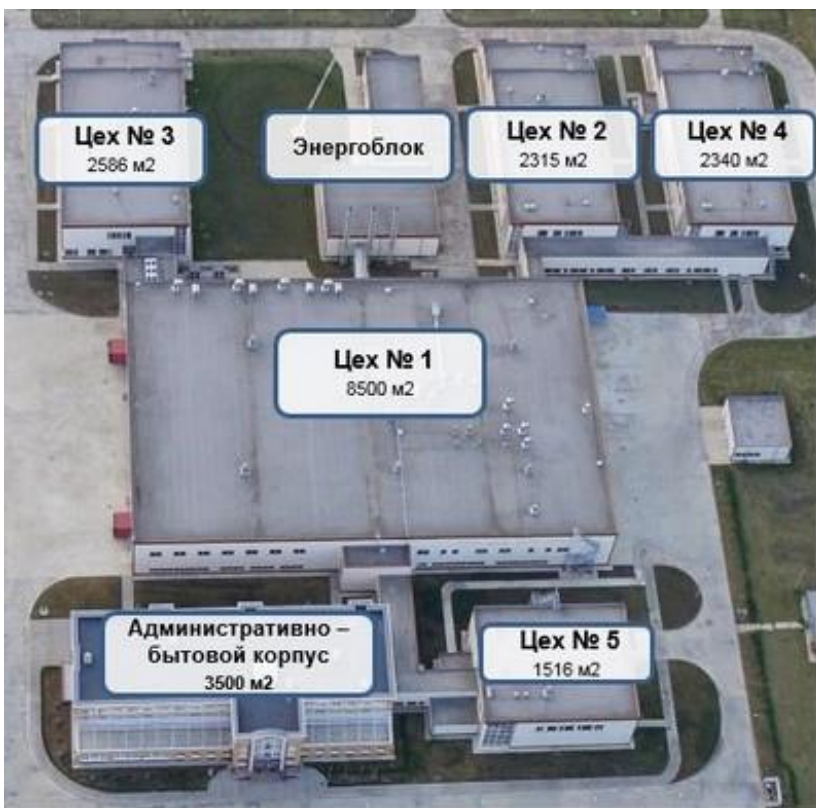 Цех № 3
2586 м2
Энергоблок
Цех № 2
2315 м2
Цех № 4
2340 м2
Цех № 1
8500 м2
Административно –
бытовой корпус
3500 м2
Цех № 5
1516 м2